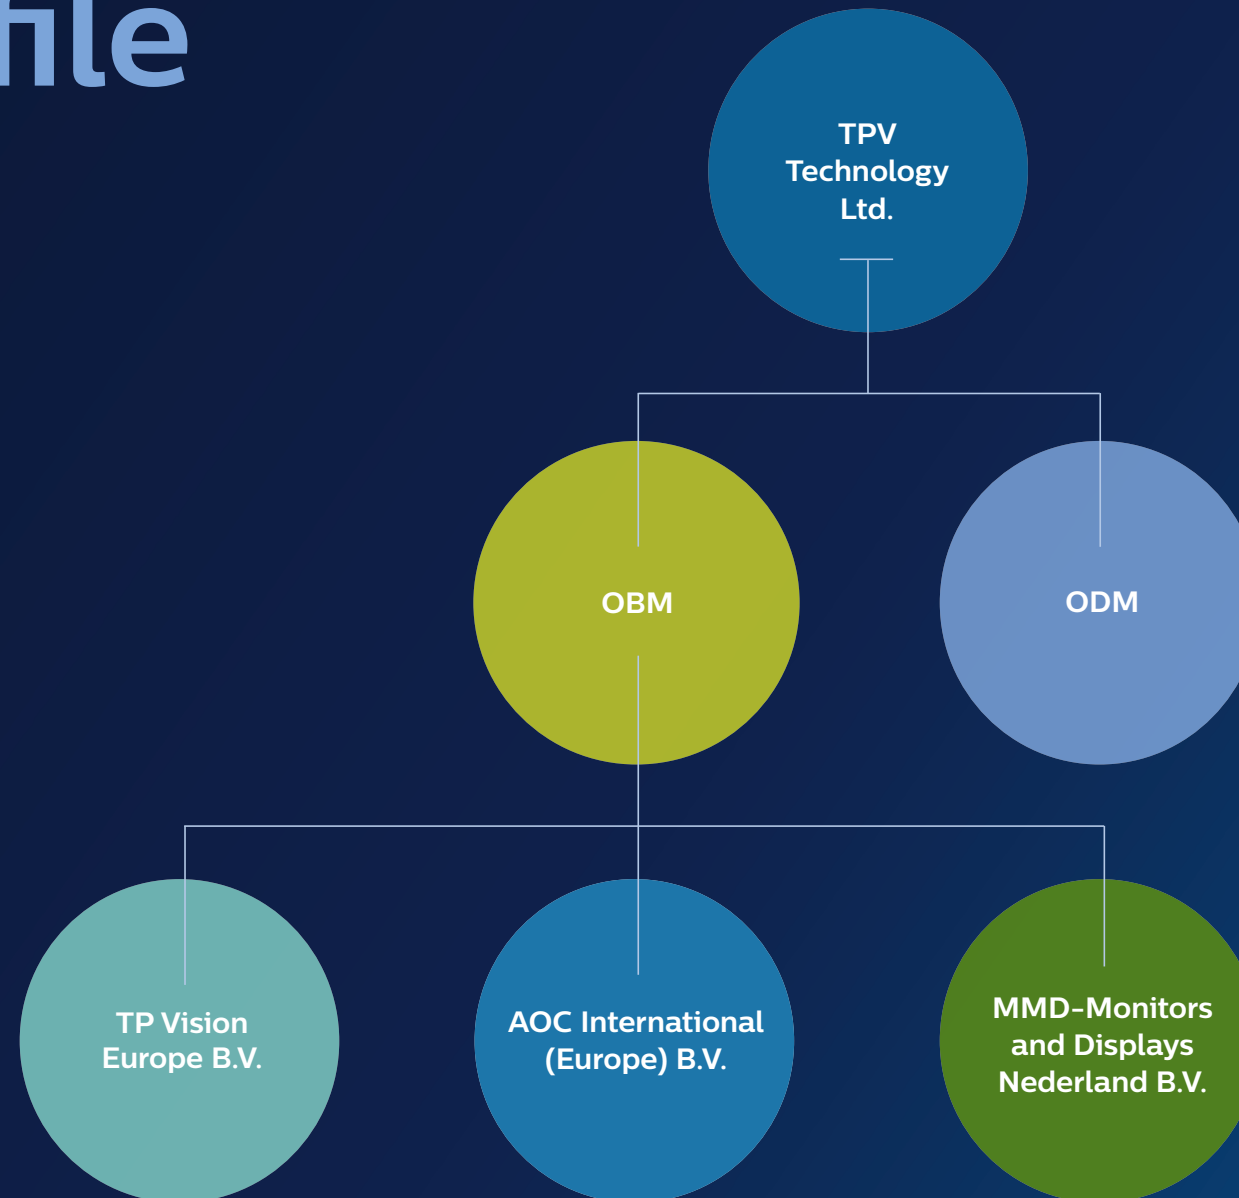 file
TPV
Technology
Ltd.
OBM
ODM
TP Vision
Europe B.V.
AOC International
(Europe) B.V.
MMD-Monitors
and Displays
Nederland B.V.